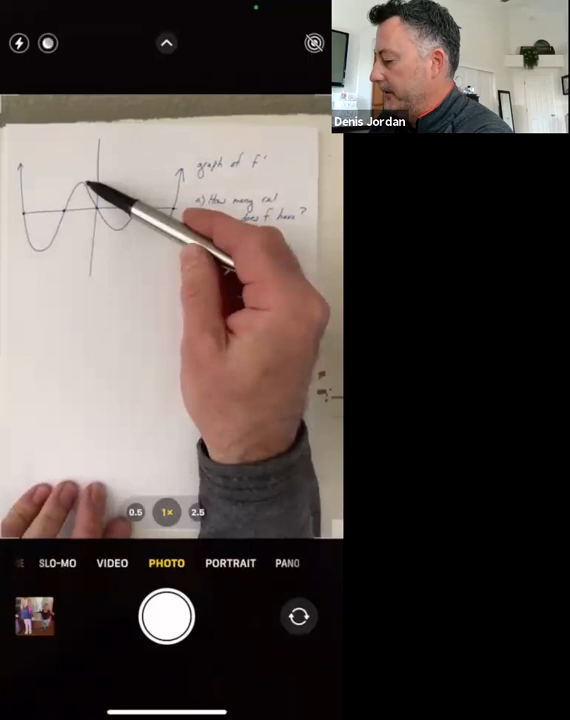 Denis Jordan
graph of f'
a) How many
does f have?
0.5 1× 2.5
SLO-MO VIDEO PHOTO PORTRAIT PANO